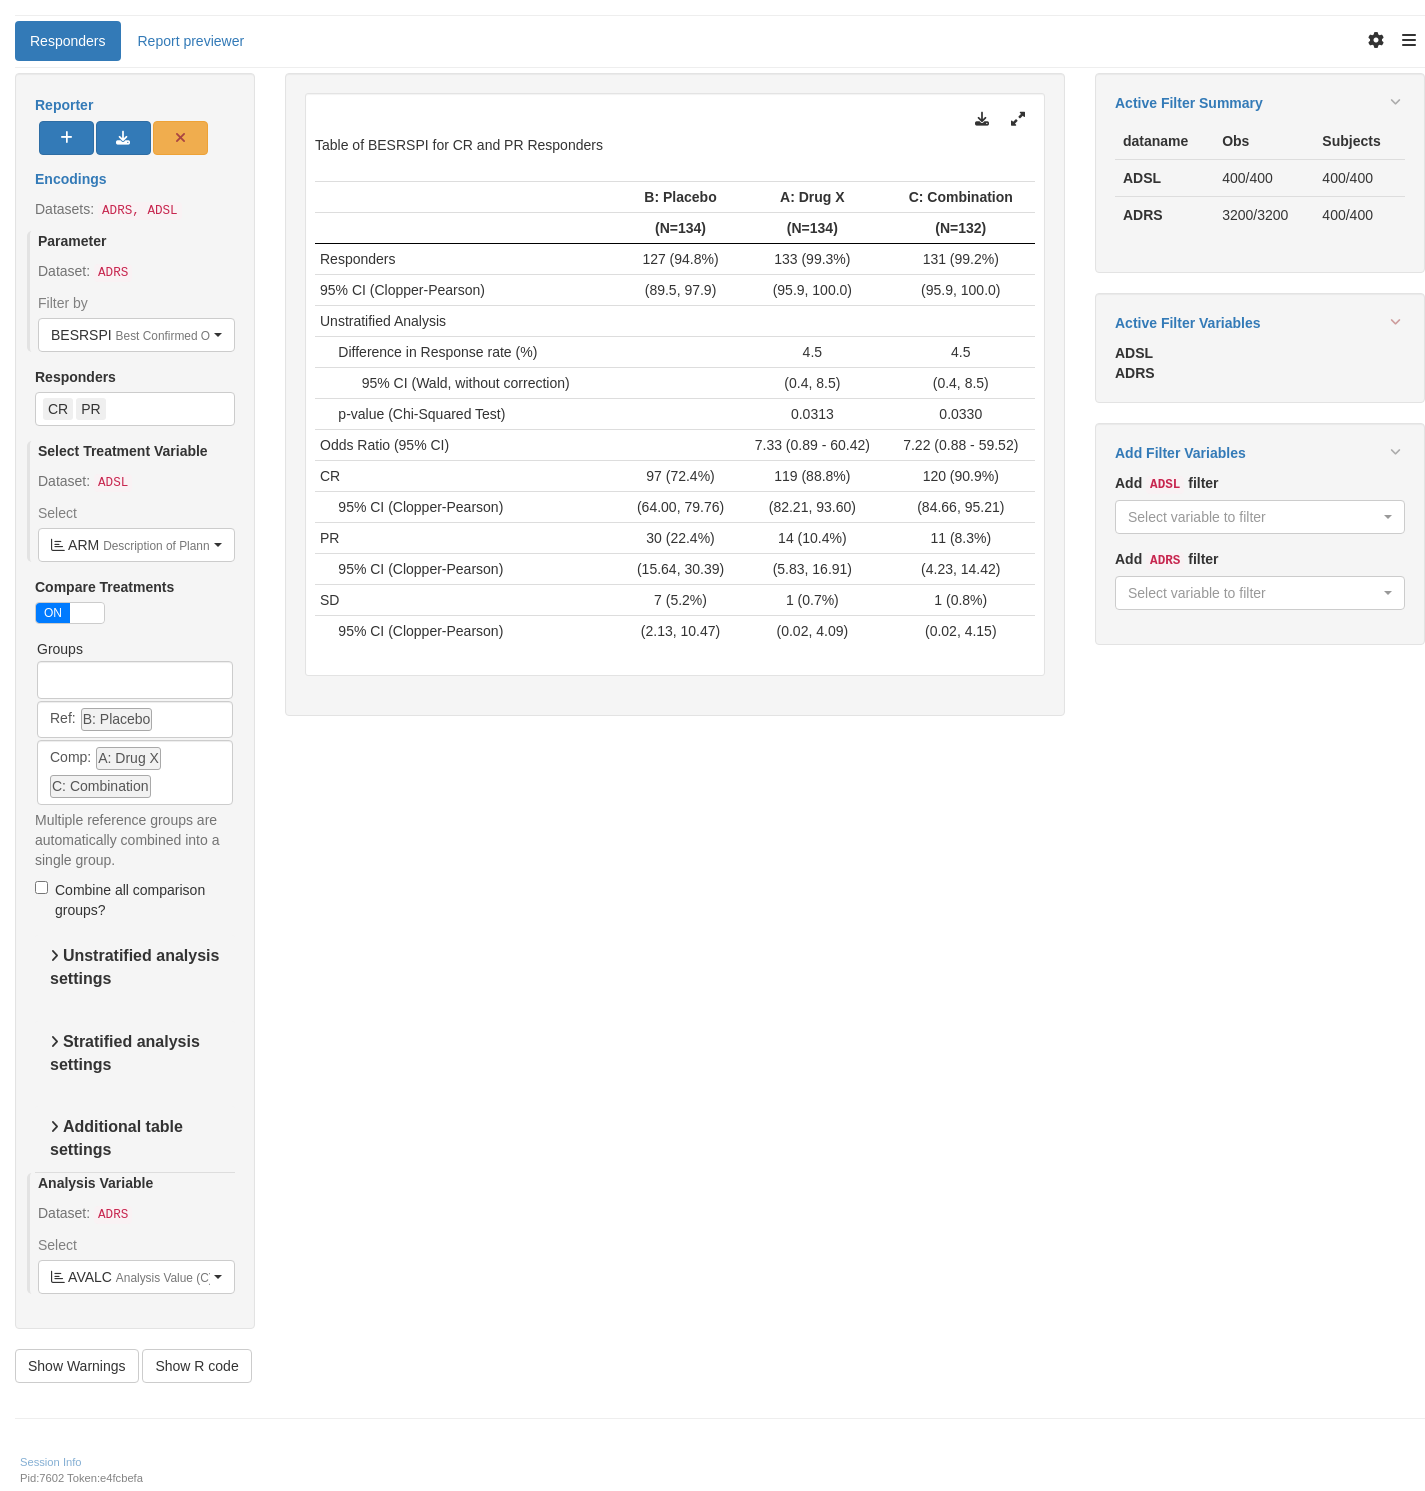 Responders
Report previewer
Reporter
Encodings
Datasets: ADRS, ADSL
Parameter
Dataset: ADRS
Filter by
BESRSPI Best Confirmed O
Responders
CR PR
Select Treatment Variable
Dataset: ADSL
Select
ARM Description of Plann
Compare Treatments
ON
Groups
Ref: B: Placebo
Comp: A: Drug X
C: Combination
Multiple reference groups are
automatically combined into a
single group.
Combine all comparison
groups?
Unstratified analysis
settings
Stratified analysis
settings
Additional table
settings
Analysis Variable
Dataset: ADRS
Select
AVALC Analysis Value (C)
Show Warnings
Show R code
Table of BESRSPI for CR and PR Responders
B: Placebo A: Drug X C: Combination
(N=134) (N=134) (N=132)
Responders 127 (94.8%) 133 (99.3%) 131 (99.2%)
95% CI (Clopper-Pearson) (89.5, 97.9) (95.9, 100.0) (95.9, 100.0)
Unstratified Analysis
Difference in Response rate (%) 4.5 4.5
95% CI (Wald, without correction) (0.4, 8.5) (0.4, 8.5)
p-value (Chi-Squared Test) 0.0313 0.0330
Odds Ratio (95% CI) 7.33 (0.89 - 60.42) 7.22 (0.88 - 59.52)
CR 97 (72.4%) 119 (88.8%) 120 (90.9%)
95% CI (Clopper-Pearson) (64.00, 79.76) (82.21, 93.60) (84.66, 95.21)
PR 30 (22.4%) 14 (10.4%) 11 (8.3%)
95% CI (Clopper-Pearson) (15.64, 30.39) (5.83, 16.91) (4.23, 14.42)
SD 7 (5.2%) 1 (0.7%) 1 (0.8%)
95% CI (Clopper-Pearson) (2.13, 10.47) (0.02, 4.09) (0.02, 4.15)
Active Filter Summary
dataname Obs Subjects
ADSL 400/400 400/400
ADRS 3200/3200 400/400
Active Filter Variables
ADSL
ADRS
Add Filter Variables
Add ADSL filter
Select variable to filter
Add ADRS filter
Select variable to filter
Session Info
Pid:7602 Token:e4fcbefa